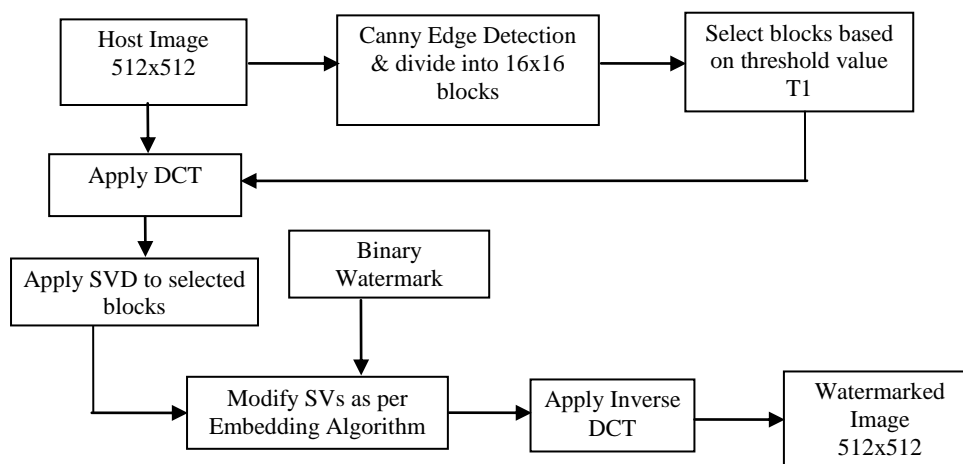 Host Image
512x512
Canny Edge Detection
& divide into 16x16
blocks
Select blocks based
on threshold value
T1
Apply DCT
Apply SVD to selected
blocks
Binary
Watermark
Modify SVs as per
Embedding Algorithm
Apply Inverse
DCT
Watermarked
Image
512x512